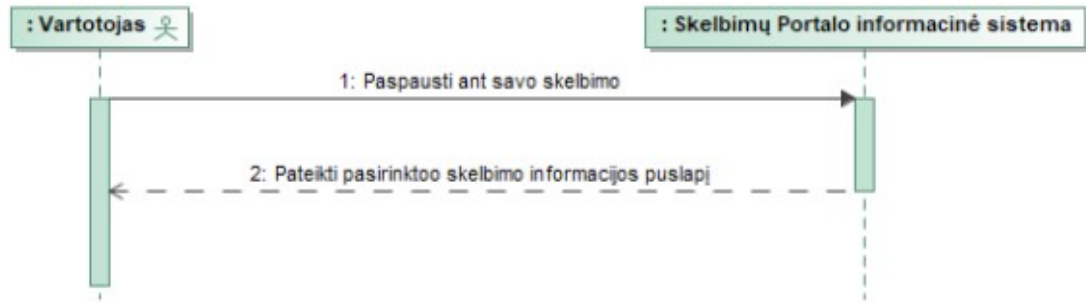 : Vartotojas
: Skelbimų Portalo informacinė sistema
1: Paspausti ant savo skelbimo
2: Pateikti pasirinktoo skelbimo informacijos puslapį